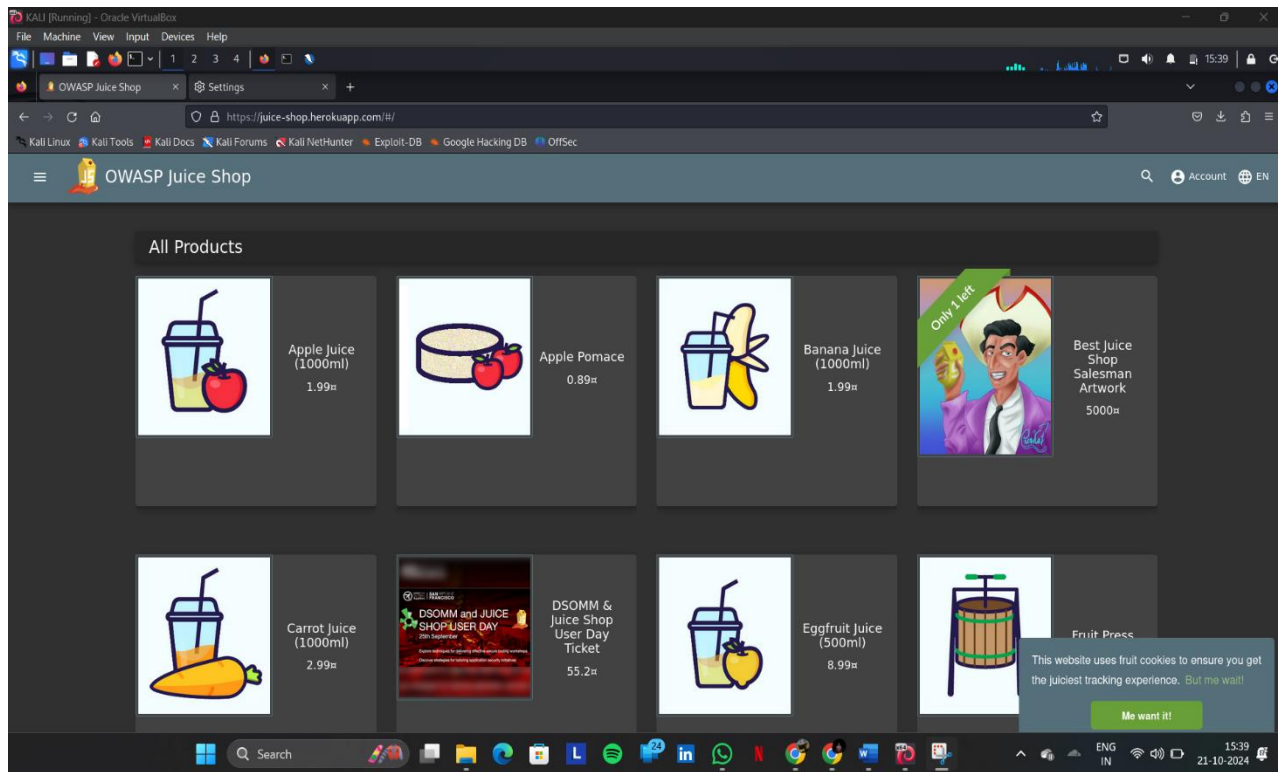 KALI [Running] - Oracle VirtualBox
File Machine View Input Devices Help
1 2 3 4
15:39
OWASP Juice Shop
Settings
https://juice-shop.herokuapp.com/#/
Kali Linux Kali Tools Kali Docs Kali Forums Kali NetHunter Exploit-DB Google Hacking DB OffSec
OWASP Juice Shop
Account EN
All Products
Apple Juice
(1000ml)
1.99¤
Apple Pomace
0.89¤
Banana Juice
(1000ml)
1.99¤
Only 1 left
Best Juice
Shop
Salesman
Artwork
5000¤
Carrot Juice
(1000ml)
2.99¤
DSOMM and JUICE
SHOP USER DAY
25th September
DSOMM &
Juice Shop
User Day
Ticket
55.2¤
Eggfruit Juice
(500ml)
8.99¤
Fruit Press
This website uses fruit cookies to ensure you get
the juiciest tracking experience. But me wait!
Me want it!
Search
24
ENG
IN
15:39
21-10-2024